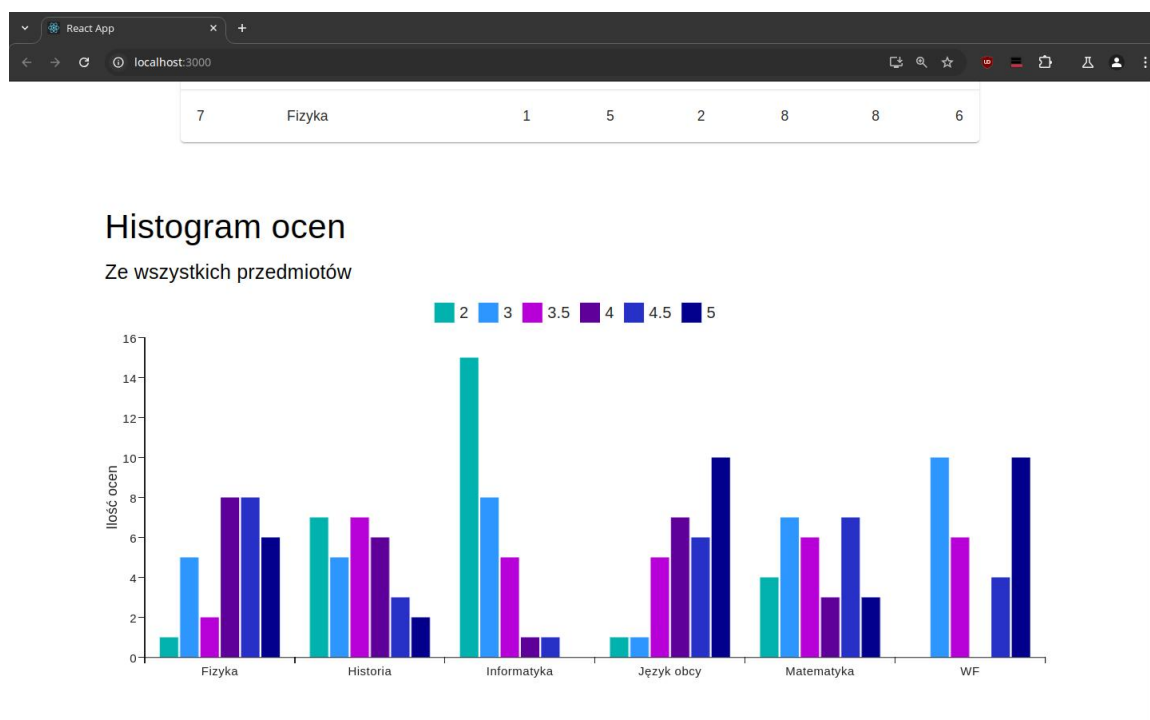 React App
localhost:3000
7 Fizyka 1 5 2 8 8 6
Histogram ocen
Ze wszystkich przedmiotów
2 3 3.5 4 4.5 5
16
14
12
10
8
6
4
2
0
Ilość ocen
Fizyka Historia Informatyka Język obcy Matematyka WF